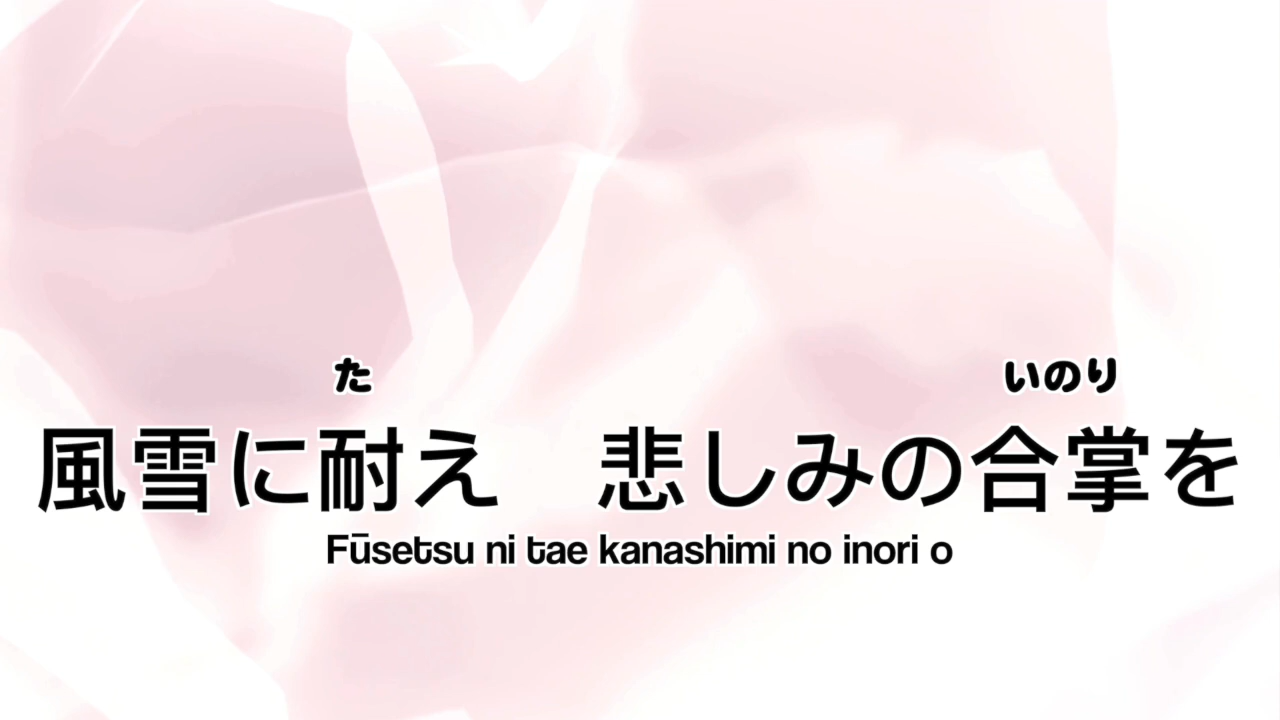 た いのり
風雪に耐え　悲しみの合掌を
Fūsetsu ni tae kanashimi no inori o